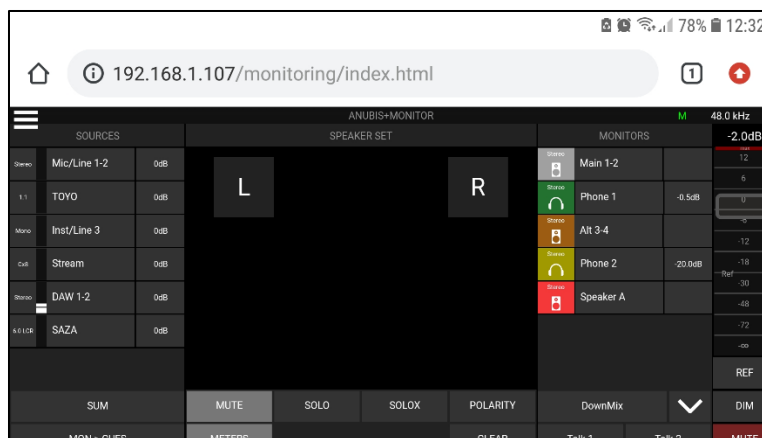 78% 12:32
192.168.1.107/monitoring/index.html 1
ANUBIS+MONITOR M 48.0 kHz
SOURCES SPEAKER SET MONITORS -2.0dB
Stereo Mic/Line 1-2 0dB L R Stereo Main 1-2 12
6
1.1 TOYO 0dB Stereo Phone 1 -0.5dB 0
Mono Inst/Line 3 0dB Stereo Alt 3-4 -6
-12
Stream 0dB Stereo Phone 2 -20.0dB -18
Ref
-30
Stereo DAW 1-2 0dB Stereo Speaker A -48
6.0 LCR SAZA 0dB -72
-∞
REF
SUM MUTE SOLO SOLOX POLARITY DownMix DIM
MON > CUES METERS CLEAR Talk 1 Talk 2 MUTE